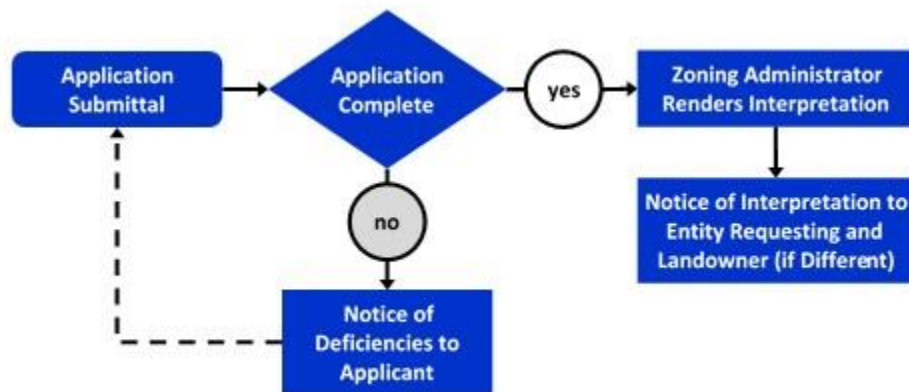 Application
Submittal
Application
Complete
yes
Zoning Administrator
Renders Interpretation
no
Notice of Interpretation to
Entity Requesting and
Landowner (if Different)
Notice of
Deficiencies to
Applicant